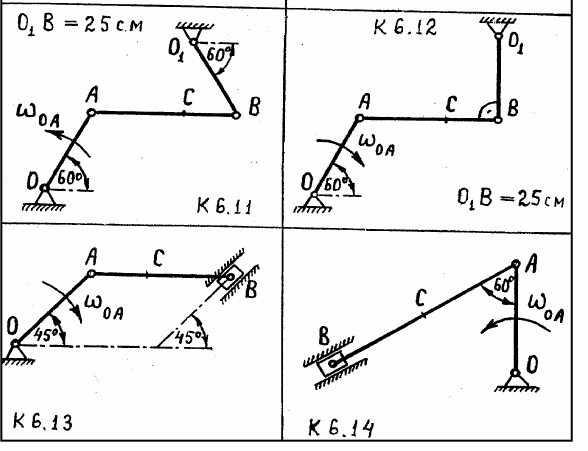 O₁B = 25 см
O₁
60°
A
C
B
ω_OA
O
60°
К 6.11
К 6.12
O₁
A
C
B
ω_OA
O
60°
O₁B = 25 см
A
C
B
ω_OA
O
45°
45°
К 6.13
A
60°
C
ω_OA
B
O
К 6.14